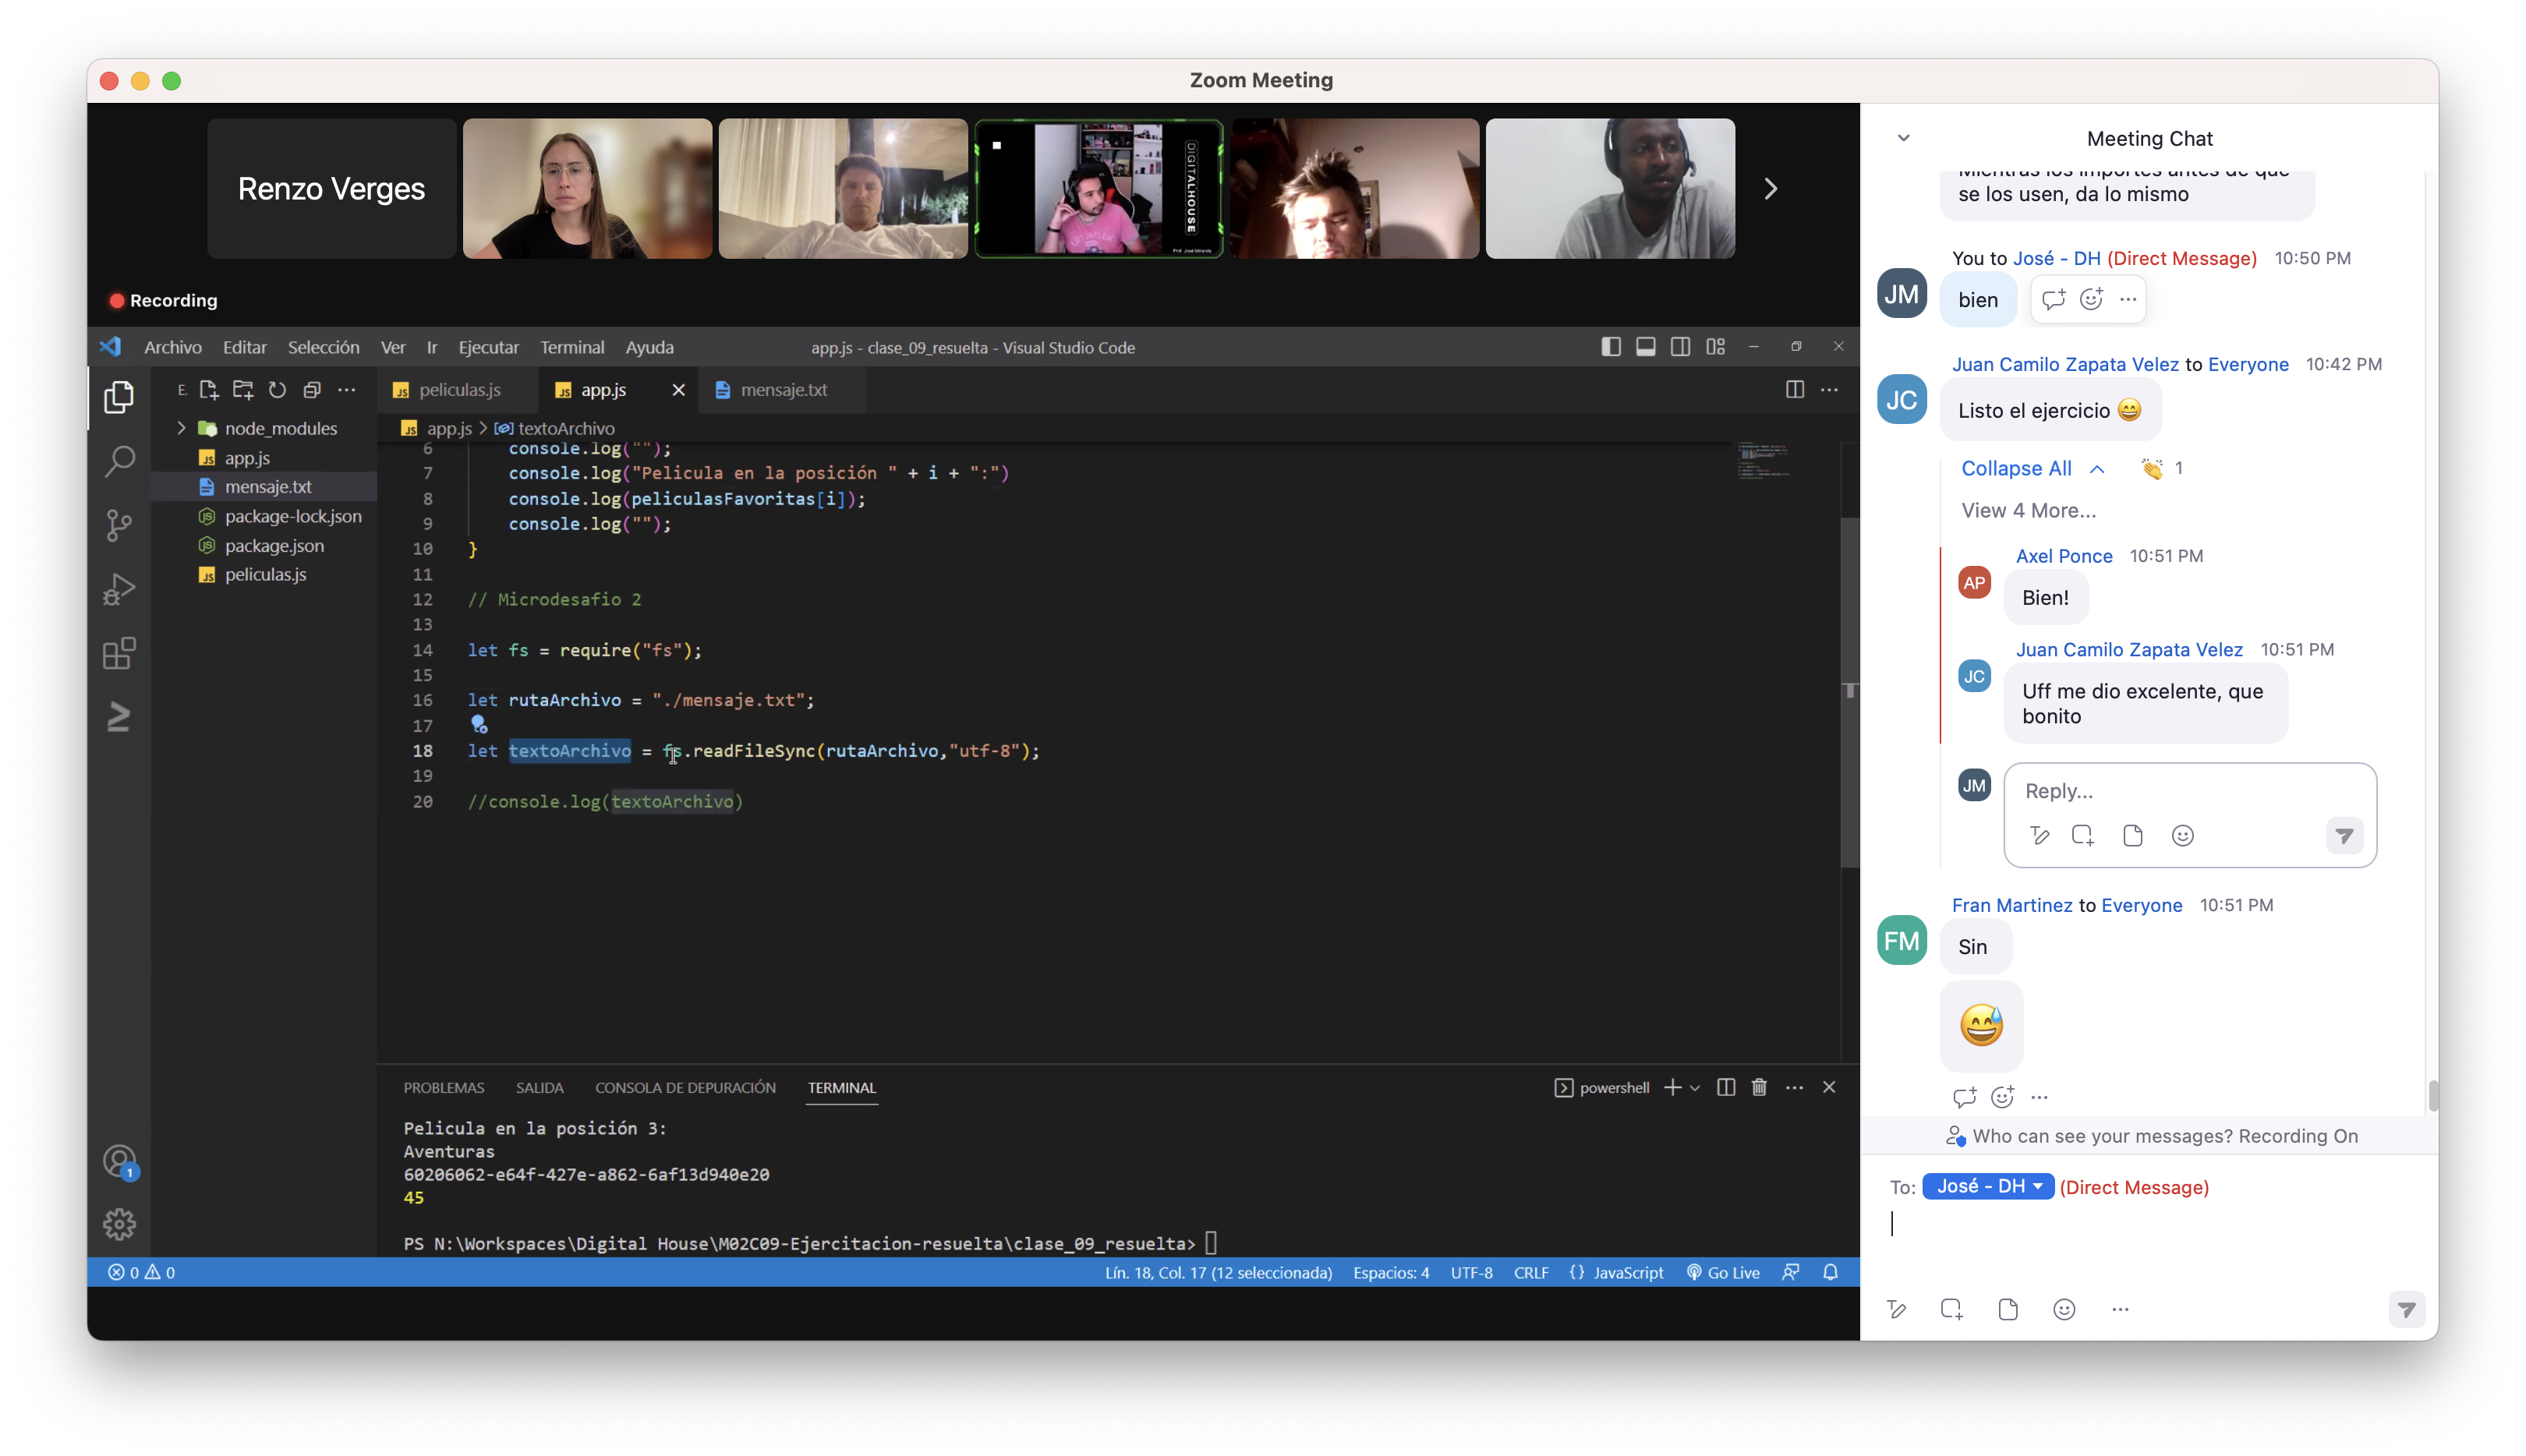 Zoom Meeting
Renzo Verges
DIGITALHOUSE
Recording
Archivo Editar Selección Ver Ir Ejecutar Terminal Ayuda
app.js - clase_09_resuelta - Visual Studio Code
E.
node_modules
app.js
mensaje.txt
package-lock.json
package.json
peliculas.js
peliculas.js app.js mensaje.txt
app.js > textoArchivo
6 console.log("");
7 console.log("Pelicula en la posición " + i + ":")
8 console.log(peliculasFavoritas[i]);
9 console.log("");
10 }
11
12 // Microdesafio 2
13
14 let fs = require("fs");
15
16 let rutaArchivo = "./mensaje.txt";
17
18 let textoArchivo = fs.readFileSync(rutaArchivo,"utf-8");
19
20 //console.log(textoArchivo)
PROBLEMAS SALIDA CONSOLA DE DEPURACIÓN TERMINAL
powershell
Pelicula en la posición 3:
Aventuras
60206062-e64f-427e-a862-6af13d940e20
45
PS N:\Workspaces\Digital House\M02C09-Ejercitacion-resuelta\clase_09_resuelta>
1
0 0
Lín. 18, Col. 17 (12 seleccionada) Espacios: 4 UTF-8 CRLF {} JavaScript Go Live
Meeting Chat
Mientras los importes antes de que
se los usen, da lo mismo
You to José - DH (Direct Message) 10:50 PM
JM
bien
Juan Camilo Zapata Velez to Everyone 10:42 PM
JC
Listo el ejercicio 😄
Collapse All 👏 1
View 4 More...
Axel Ponce 10:51 PM
AP
Bien!
Juan Camilo Zapata Velez 10:51 PM
JC
Uff me dio excelente, que
bonito
JM
Reply...
Fran Martinez to Everyone 10:51 PM
FM
Sin
😅
Who can see your messages? Recording On
To: José - DH (Direct Message)